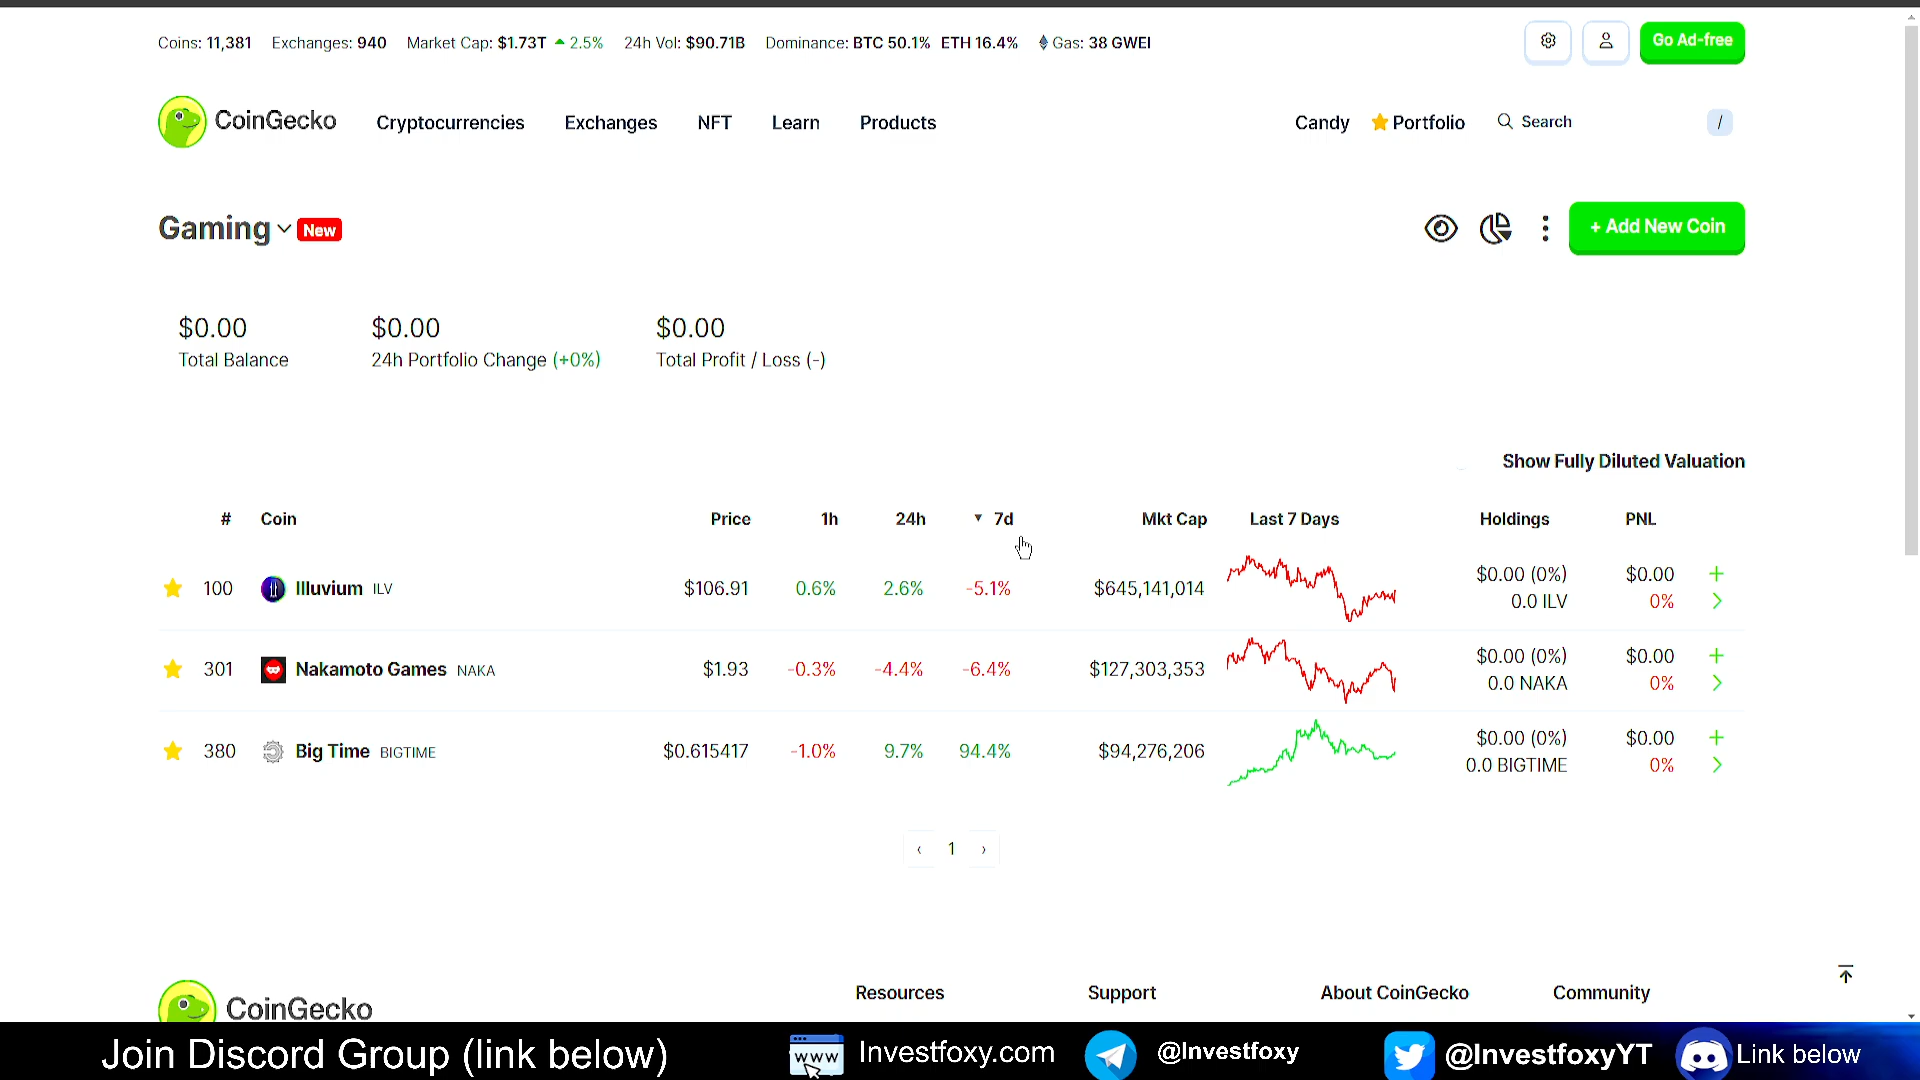 Coins: 11,381 Exchanges: 940 Market Cap: $1.73T 2.5% 24h Vol: $90.71B Dominance: BTC 50.1% ETH 16.4% Gas: 38 GWEI
Go Ad-free
CoinGecko Cryptocurrencies Exchanges NFT Learn Products Candy Portfolio Search /
Gaming New + Add New Coin
$0.00 $0.00 $0.00
Total Balance 24h Portfolio Change (+0%) Total Profit / Loss (-)
Show Fully Diluted Valuation
# Coin Price 1h 24h 7d Mkt Cap Last 7 Days Holdings PNL
100 Illuvium ILV $106.91 0.6% 2.6% -5.1% $645,141,014 $0.00 (0%) $0.00 +
0.0 ILV 0%
301 Nakamoto Games NAKA $1.93 -0.3% -4.4% -6.4% $127,303,353 $0.00 (0%) $0.00 +
0.0 NAKA 0%
380 Big Time BIGTIME $0.615417 -1.0% 9.7% 94.4% $94,276,206 $0.00 (0%) $0.00 +
0.0 BIGTIME 0%
‹ 1 ›
CoinGecko Resources Support About CoinGecko Community
Join Discord Group (link below) www Investfoxy.com @Investfoxy @InvestfoxyYT Link below